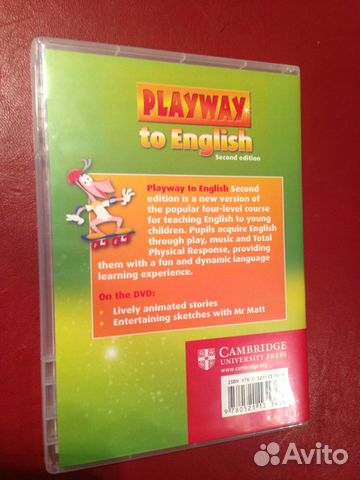 PLAYWAY
to English
Second edition
Playway to English Second
edition is a new version of
the popular four-level course
for teaching English to young
children. Pupils acquire English
through play, music and Total
Physical Response, providing
them with a fun and dynamic language
learning experience.
On the DVD:
• Lively animated stories
• Entertaining sketches with Mr Matt
CAMBRIDGE
UNIVERSITY PRESS
www.cambridge.org
Avito